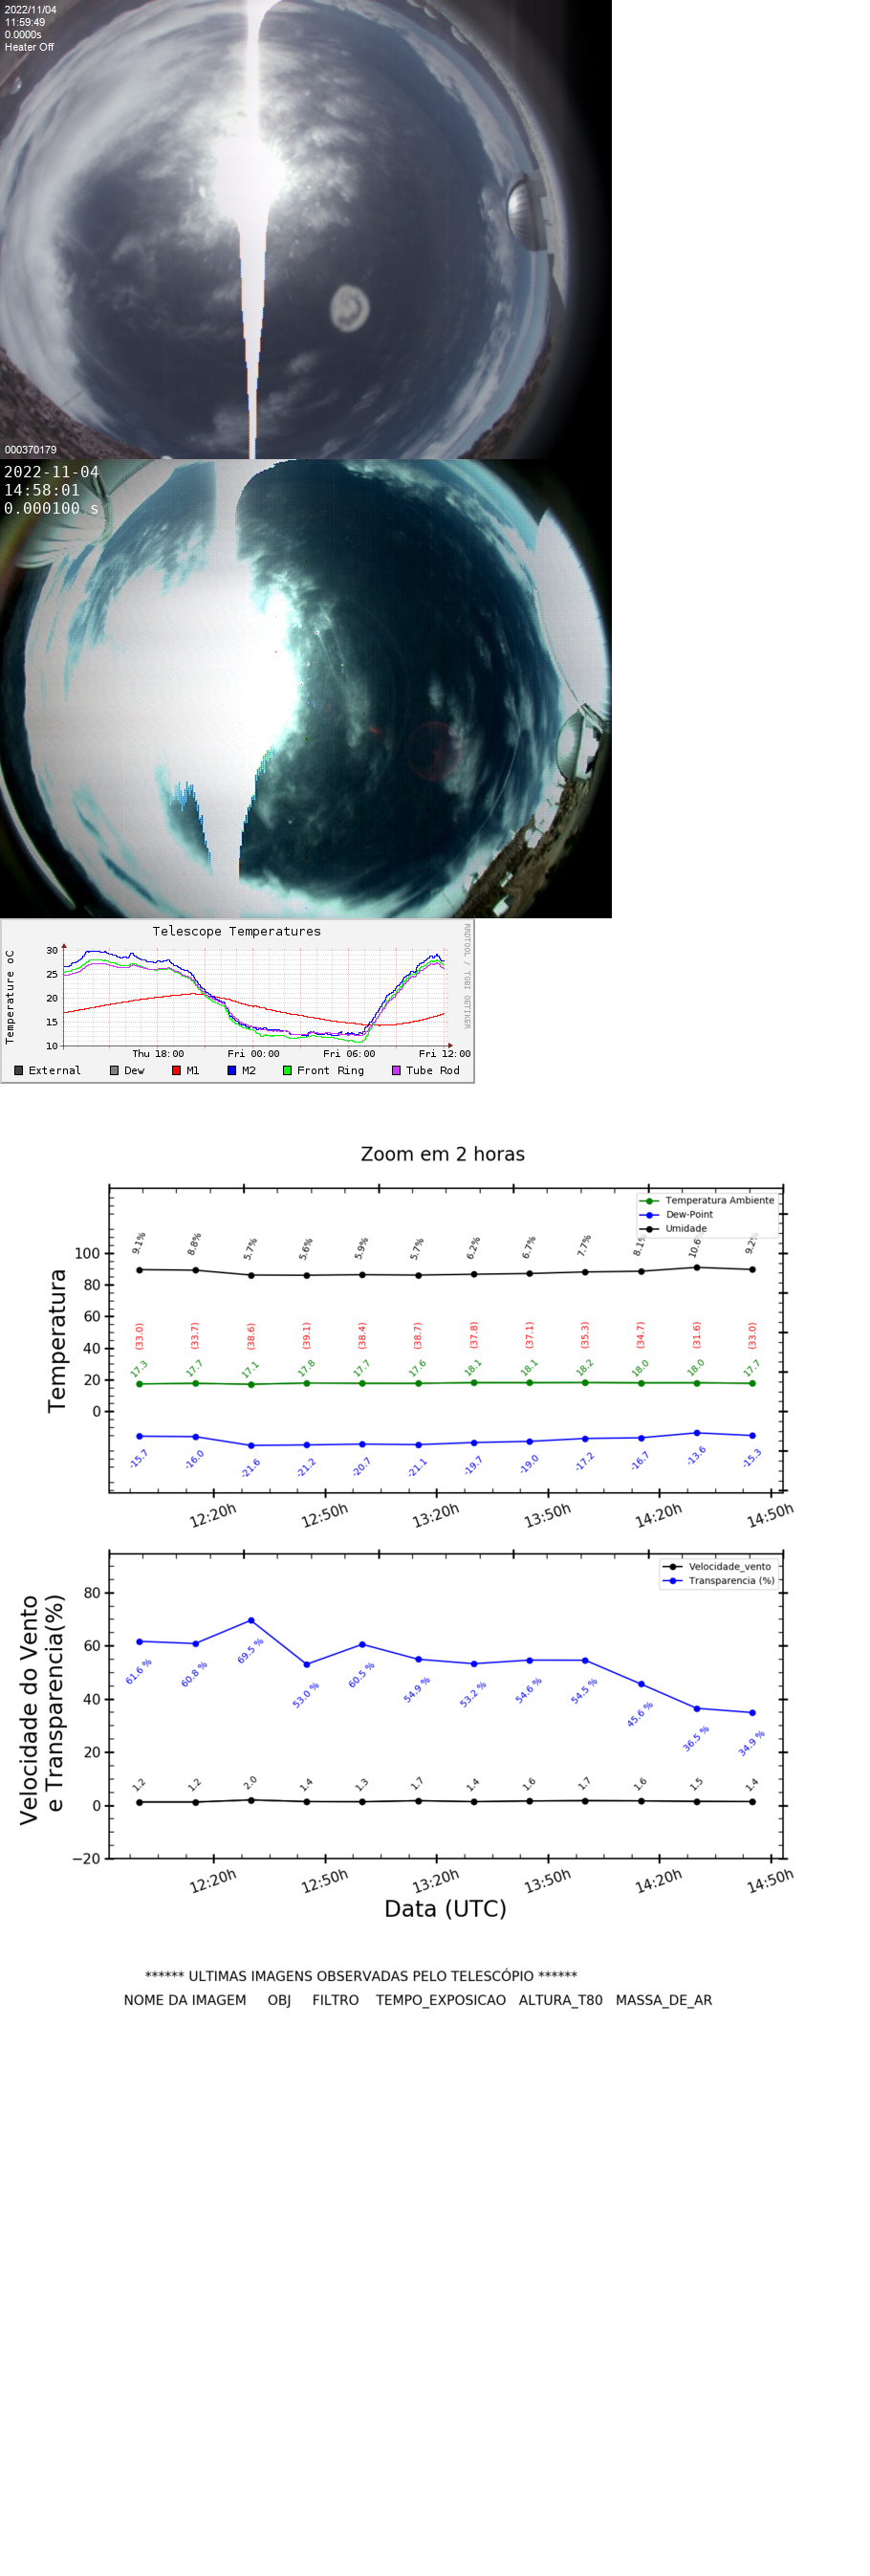 2022/11/04
11:59:49
0.0000s
Heater Off
000370179
2022-11-04
14:58:01
0.000100 s
Telescope Temperatures
RRDTOOL / TOBI OETIKER
Temperature oC
30
25
20
15
10
Thu 18:00 Fri 00:00 Fri 06:00 Fri 12:00
External Dew M1 M2 Front Ring Tube Rod
Zoom em 2 horas
Temperatura Ambiente
Dew-Point
Umidade
Temperatura
100
80
60
40
20
0
9.1% 8.8% 5.7% 5.6% 5.9% 5.7% 6.2% 6.7% 7.7% 8.1% 10.6 9.2%
(33.0) (33.7) (38.6) (39.1) (38.4) (38.7) (37.8) (37.1) (35.3) (34.7) (31.6) (33.0)
17.3 17.7 17.1 17.8 17.7 17.6 18.1 18.1 18.2 18.0 18.0 17.7
-15.7 -16.0 -21.6 -21.2 -20.7 -21.1 -19.7 -19.0 -17.2 -16.7 -13.6 -15.3
12:20h 12:50h 13:20h 13:50h 14:20h 14:50h
Velocidade_vento
Transparencia (%)
Velocidade do Vento
e Transparencia(%)
80
60
40
20
0
−20
61.6 % 60.8 % 69.5 % 53.0 % 60.5 % 54.9 % 53.2 % 54.6 % 54.5 % 45.6 % 36.5 % 34.9 %
1.2 1.2 2.0 1.4 1.3 1.7 1.4 1.6 1.7 1.6 1.5 1.4
12:20h 12:50h 13:20h 13:50h 14:20h 14:50h
Data (UTC)
****** ULTIMAS IMAGENS OBSERVADAS PELO TELESCÓPIO ******
NOME DA IMAGEM OBJ FILTRO TEMPO_EXPOSICAO ALTURA_T80 MASSA_DE_AR